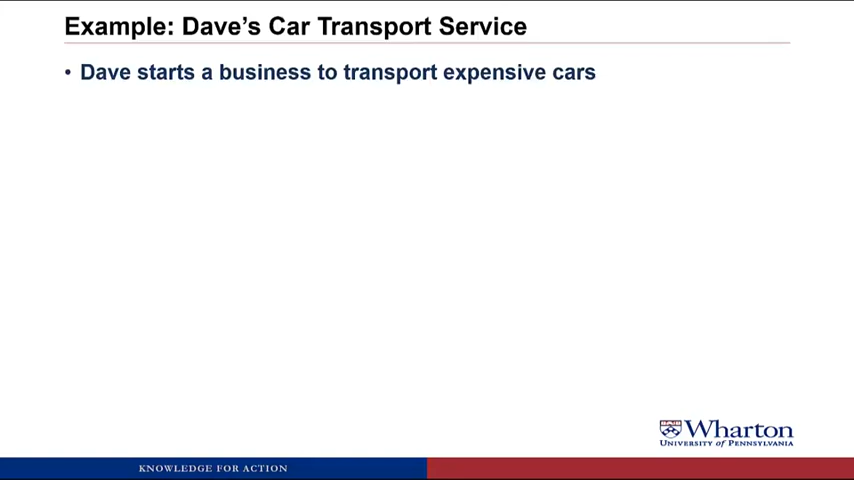 Example: Dave's Car Transport Service
• Dave starts a business to transport expensive cars
Wharton
UNIVERSITY of PENNSYLVANIA
KNOWLEDGE FOR ACTION